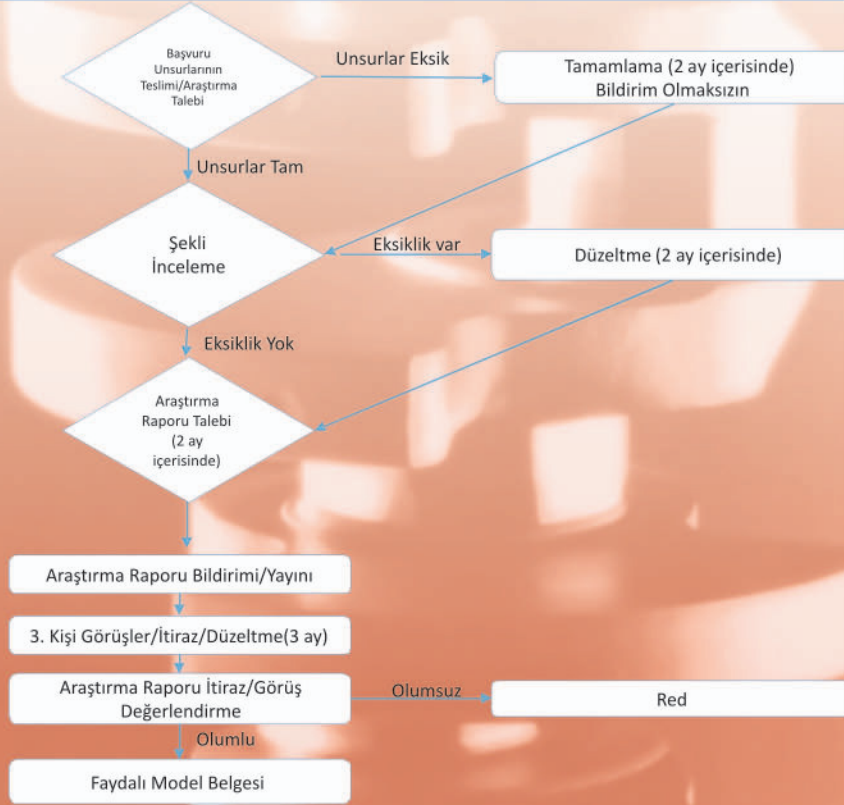 Başvuru
Unsurlarının
Teslimi/Araştırma
Talebi
Unsurlar Eksik
Tamamlama (2 ay içerisinde)
Bildirim Olmaksızın
Unsurlar Tam
Şekli
İnceleme
Eksiklik var
Düzeltme (2 ay içerisinde)
Eksiklik Yok
Araştırma
Raporu Talebi
(2 ay
içerisinde)
Araştırma Raporu Bildirimi/Yayını
3. Kişi Görüşler/İtiraz/Düzeltme(3 ay)
Araştırma Raporu İtiraz/Görüş
Değerlendirme
Olumsuz
Red
Olumlu
Faydalı Model Belgesi